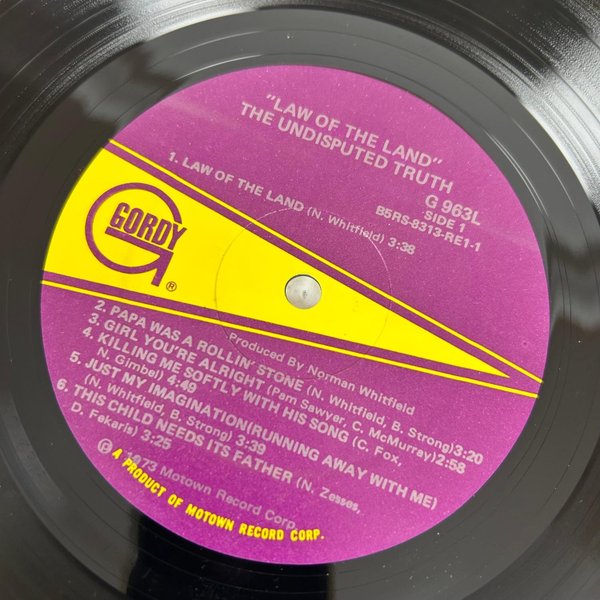 "LAW OF THE LAND"
THE UNDISPUTED TRUTH
G 963L
SIDE 1
B5RS-8313-RE1-1
1. LAW OF THE LAND (N. Whitfield) 3:38
GORDY
®
Produced By Norman Whitfield
2. PAPA WAS A ROLLIN' STONE (N. Whitfield, B. Strong)3:20
3. GIRL YOU'RE ALRIGHT (Pam Sawyer, C. McMurray)2:58
4. KILLING ME SOFTLY WITH HIS SONG (C. Fox,
N. Gimbel) 4:49
5. JUST MY IMAGINATION(RUNNING AWAY WITH ME)
(N. Whitfield, B. Strong) 3:39
6. THIS CHILD NEEDS ITS FATHER (N. Zesses,
D. Fekaris) 3:25
℗ 1973 Motown Record Corp.
A PRODUCT OF MOTOWN RECORD CORP.